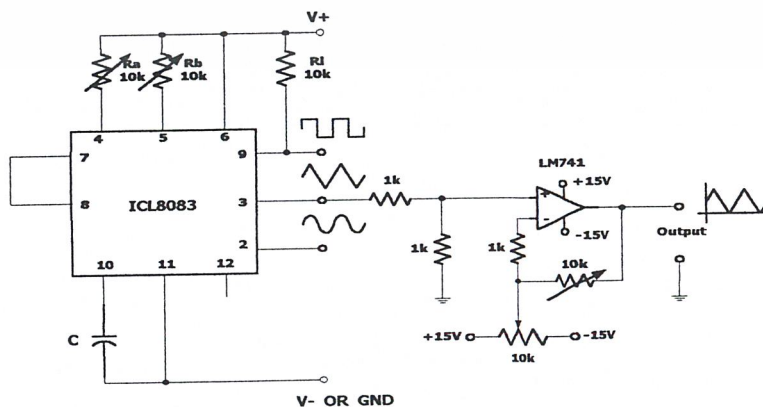 V+
Ra
10k
Rb
10k
Rl
10k
4
5
6
7
8
9
3
2
ICL8083
10
11
12
C
V- OR GND
1k
1k
LM741
+
-
+15V
-15V
1k
10k
+15V
-15V
10k
Output